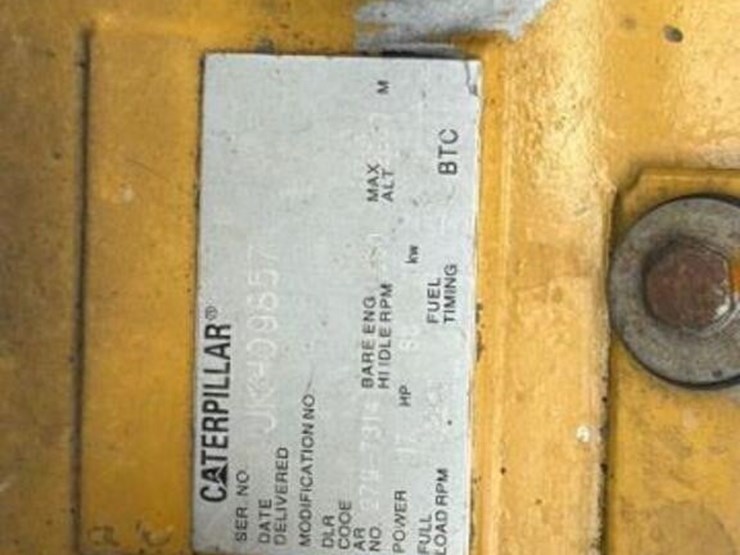 CATERPILLAR®
SER. NO.
DATE
DELIVERED
MODIFICATION NO.
DLR
CODE
AR
NO.
BARE ENG
HI IDLE RPM
MAX
ALT
M
POWER
HP
kw
FULL
LOAD RPM
FUEL
TIMING
BTC